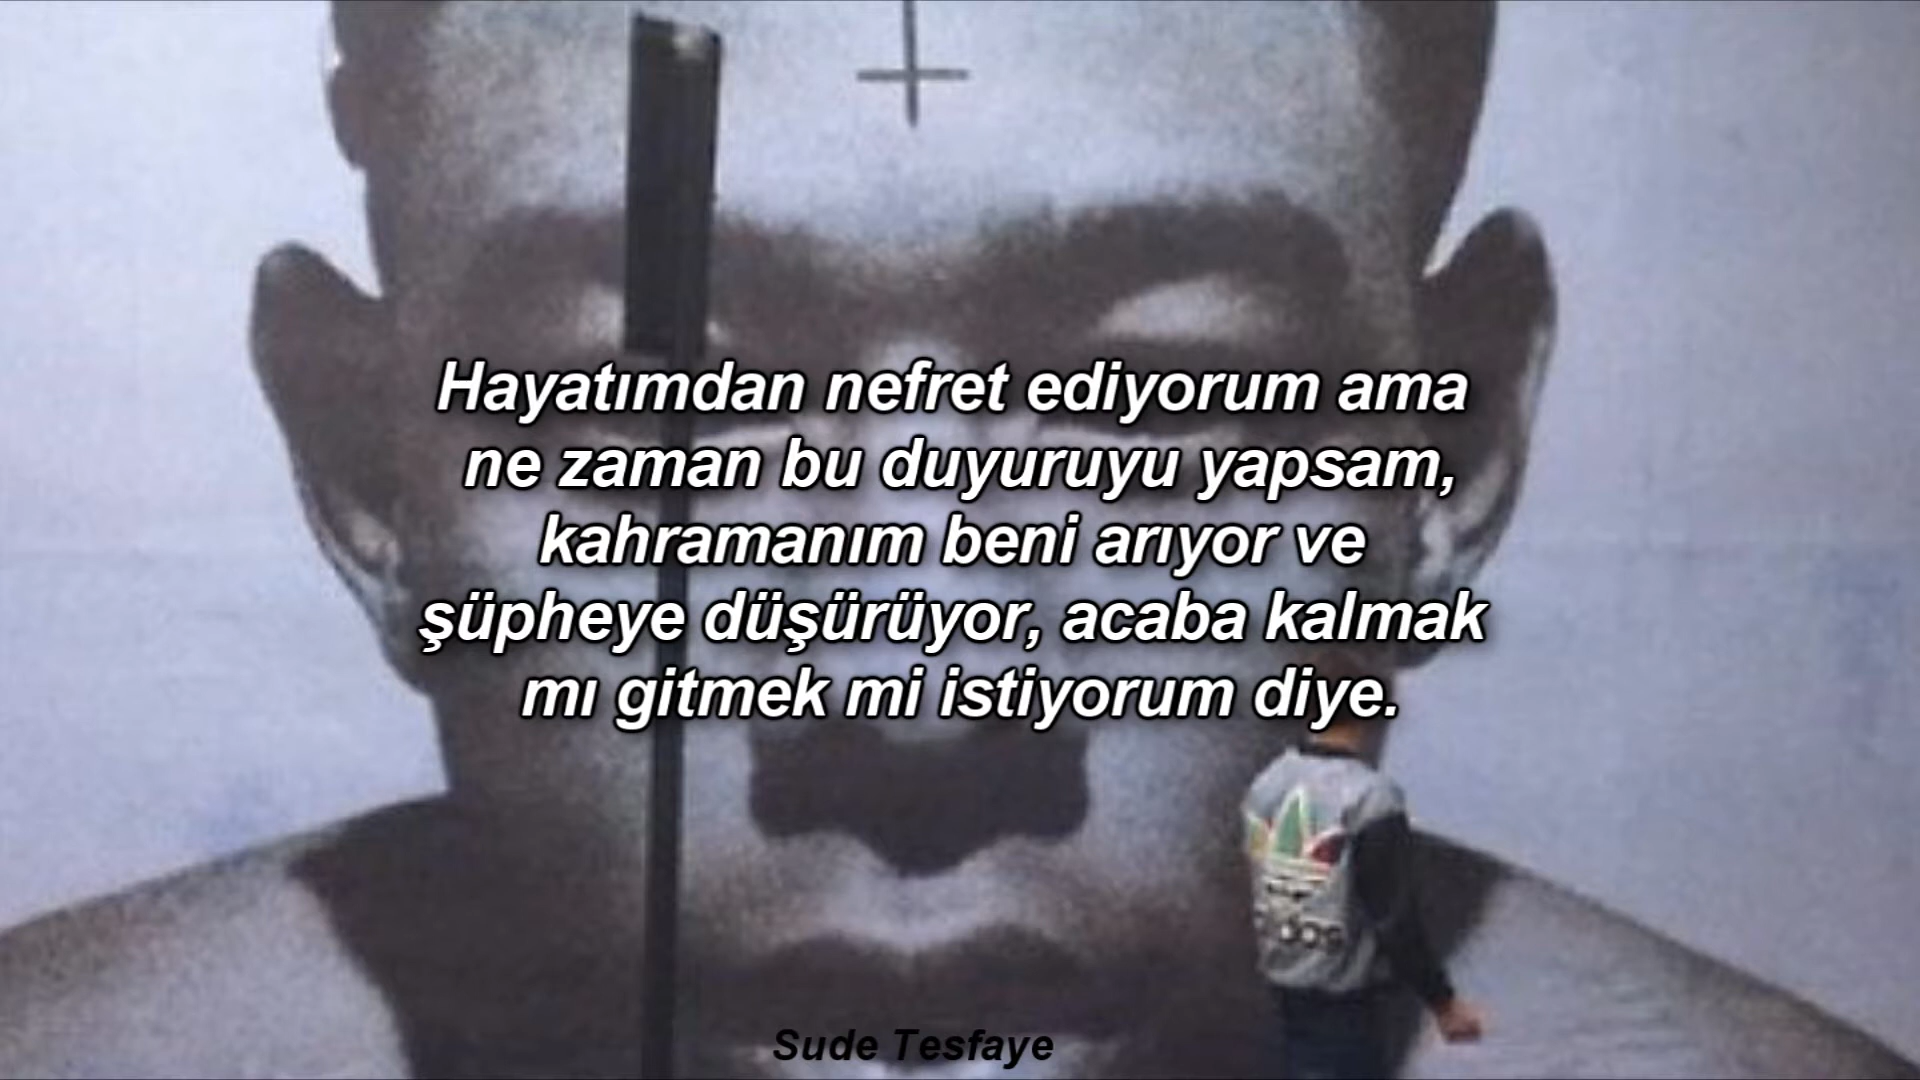 Hayatımdan nefret ediyorum ama
ne zaman bu duyuruyu yapsam,
kahramanım beni arıyor ve
şüpheye düşürüyor, acaba kalmak
mı gitmek mi istiyorum diye.
Sude Tesfaye